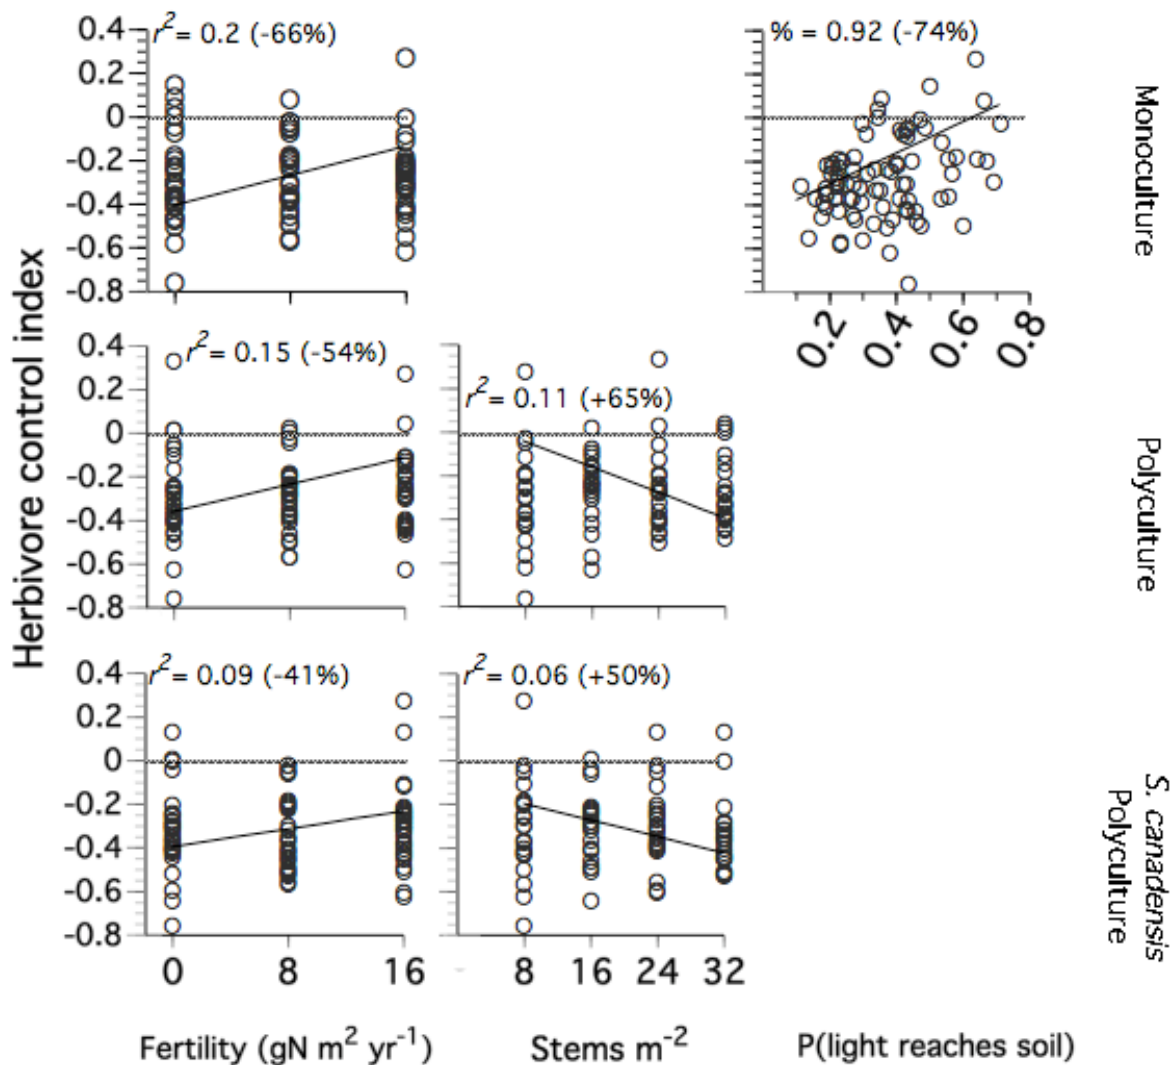 Herbivore control index
r² = 0.2 (-66%)
0.4
0.2
0
-0.2
-0.4
-0.6
-0.8
% = 0.92 (-74%)
0.2
0.4
0.6
0.8
Monoculture
r² = 0.15 (-54%)
0.4
0.2
0
-0.2
-0.4
-0.6
-0.8
r² = 0.11 (+65%)
Polyculture
r² = 0.09 (-41%)
0.4
0.2
0
-0.2
-0.4
-0.6
-0.8
0 8 16
r² = 0.06 (+50%)
8 16 24 32
S. canadensis
Polyculture
Fertility (gN m² yr⁻¹)
Stems m⁻²
P(light reaches soil)